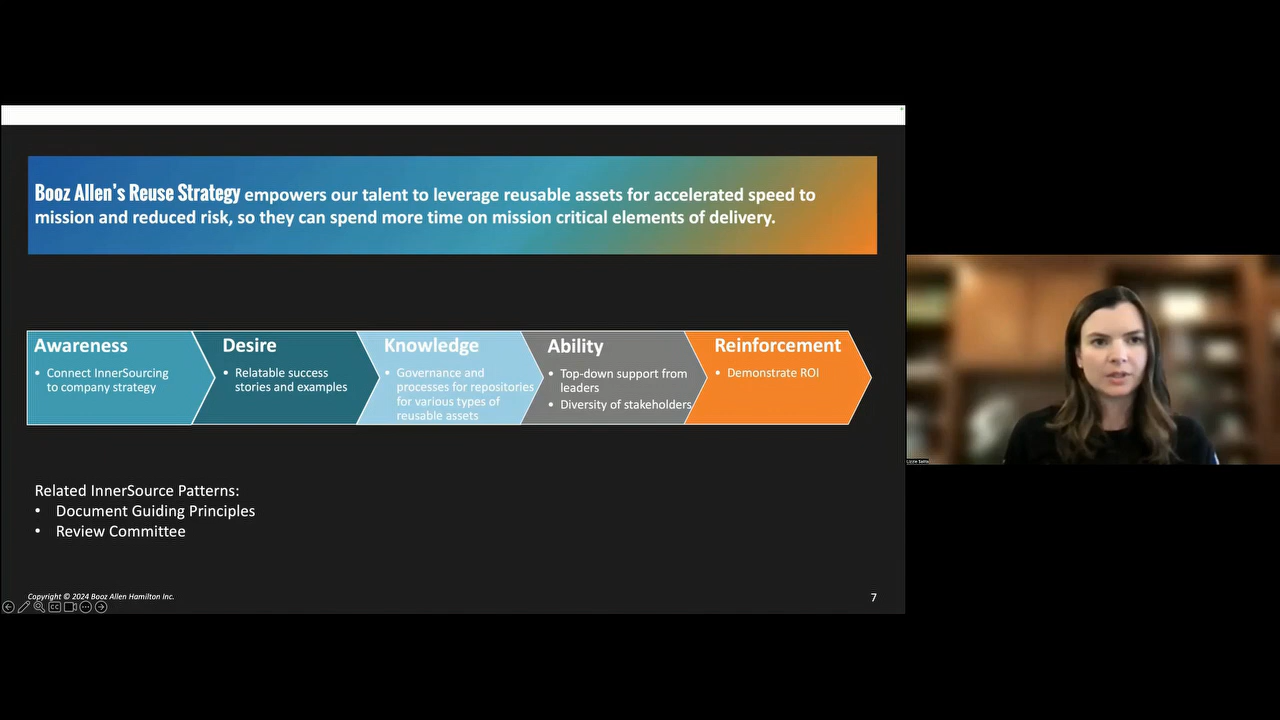 Booz Allen's Reuse Strategy empowers our talent to leverage reusable assets for accelerated speed to
mission and reduced risk, so they can spend more time on mission critical elements of delivery.
Awareness
• Connect InnerSourcing
to company strategy
Desire
• Relatable success
stories and examples
Knowledge
• Governance and
processes for repositories
for various types of
reusable assets
Ability
• Top-down support from
leaders
• Diversity of stakeholders
Reinforcement
• Demonstrate ROI
Related InnerSource Patterns:
• Document Guiding Principles
• Review Committee
Copyright © 2024 Booz Allen Hamilton Inc.
7